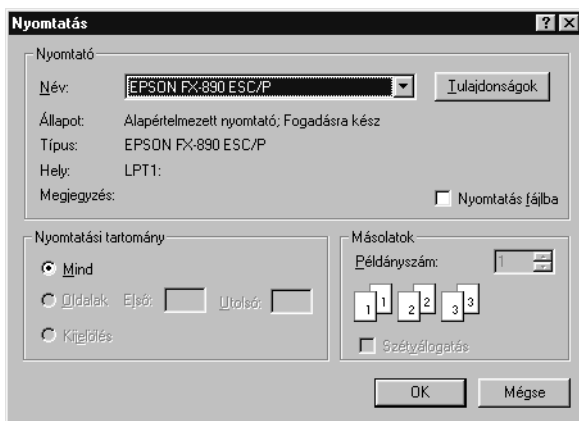 Nyomtatás
Nyomtató
Név: EPSON FX-890 ESC/P Tulajdonságok
Állapot: Alapértelmezett nyomtató; Fogadásra kész
Típus: EPSON FX-890 ESC/P
Hely: LPT1:
Megjegyzés: Nyomtatás fájlba
Nyomtatási tartomány
Mind
Oldalak Első: Utolsó:
Kijelölés
Másolatok
Példányszám: 1
1 1 2 2 3 3
Szétválogatás
OK Mégse